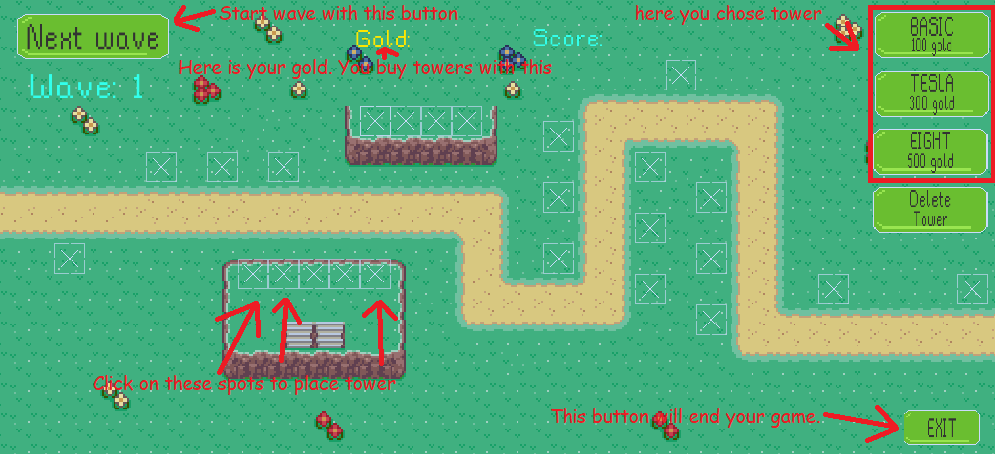 Start wave with this button
here you chose tower
Next wave
Gold:
Score:
BASIC
100 gold
Here is your gold. You buy towers with this
Wave: 1
TESLA
300 gold
EIGHT
500 gold
Delete
Tower
Click on these spots to place tower
This button will end your game.
EXIT